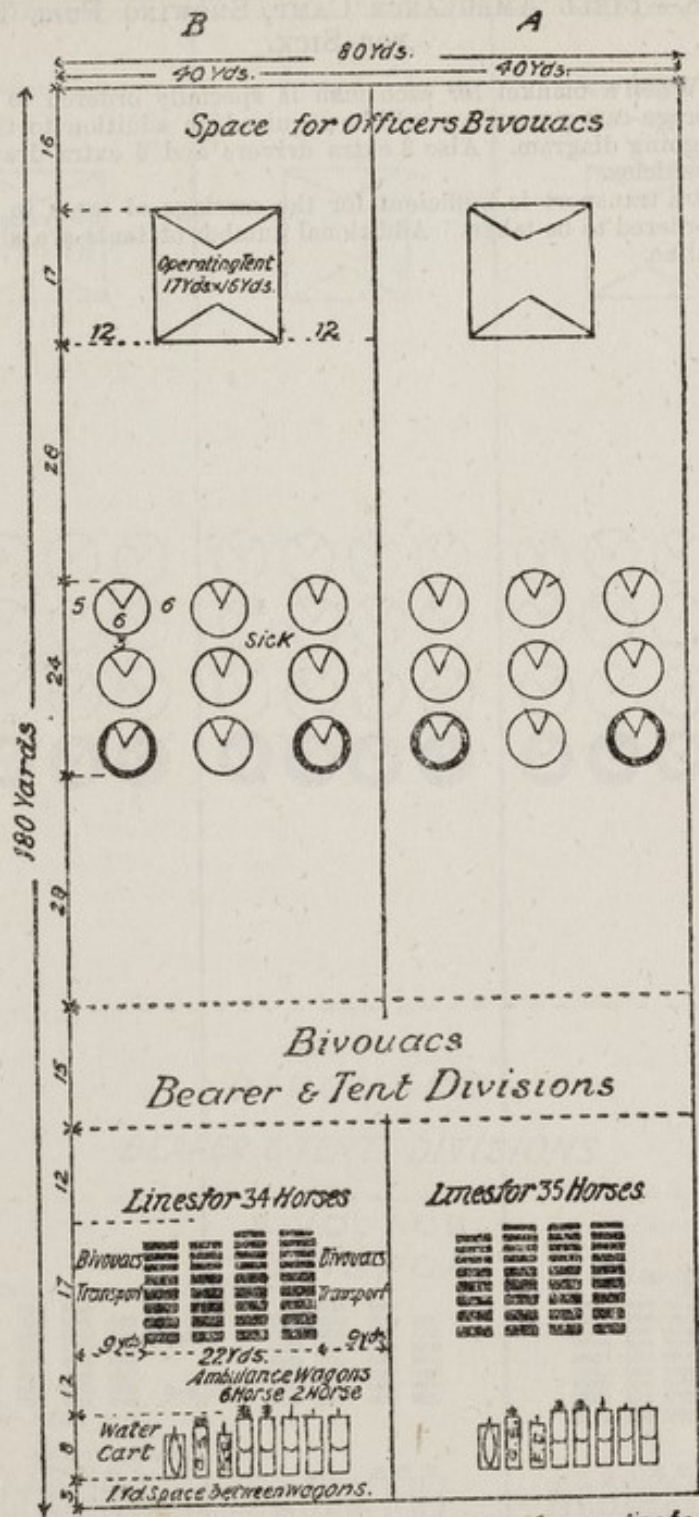 B A
80 Yds.
40 Yds. 40 Yds.
Space for Officers Bivouacs
16
Operating Tent
17 Yds × 15 Yds.
17
12 12
26
5 6 6
3 Sick
24
180 Yards
29
Bivouacs
15
Bearer & Tent Divisions
12
Lines for 34 Horses Lines for 35 Horses.
Bivouacs Bivouacs
17
Transport Transport
9 Yds 9 Yds
22 Yds.
Ambulance Wagons
12
6 Horse 2 Horse
Water
Cart
8
1 Yd. Space between Wagons.
5